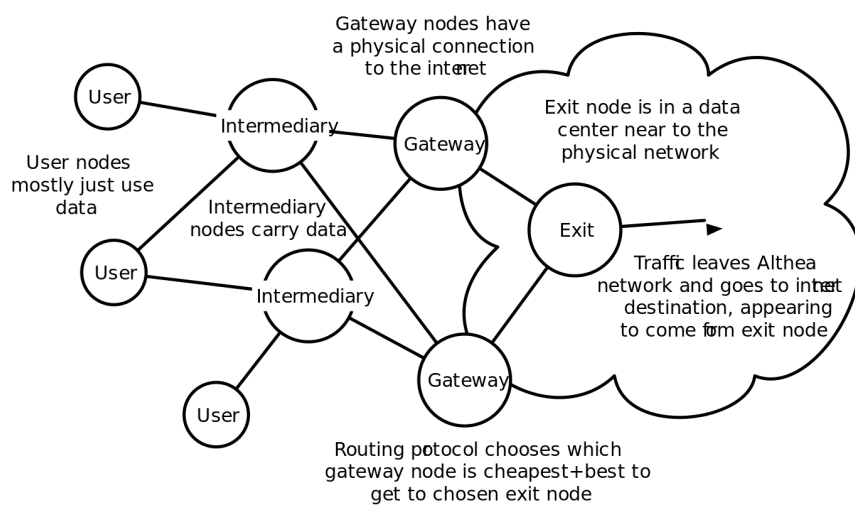 Gateway nodes have
a physical connection
to the internet
User
Intermediary
Gateway
Exit node is in a data
center near to the
physical network
User nodes
mostly just use
data
Intermediary
nodes carry data
Exit
User
Intermediary
Traffic leaves Althea
network and goes to internet
destination, appearing
to come from exit node
Gateway
User
Routing protocol chooses which
gateway node is cheapest+best to
get to chosen exit node